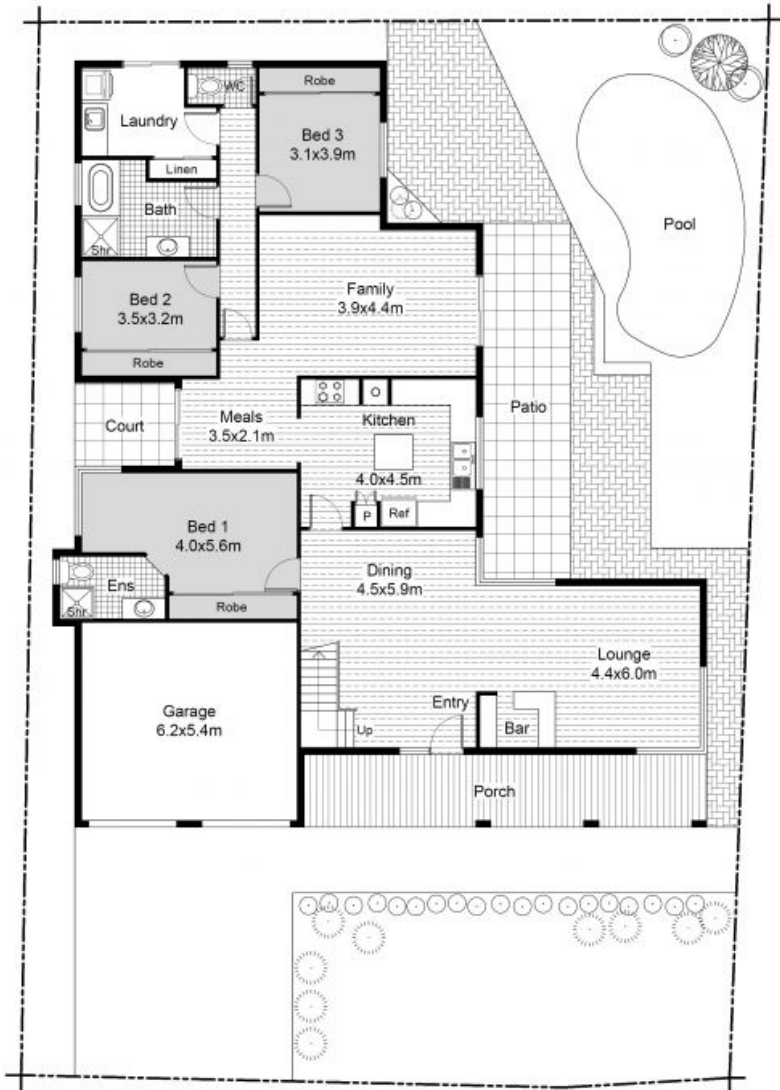 Robe
WC
Laundry
Bed 3
3.1x3.9m
Linen
Bath
Shr
Pool
Bed 2
3.5x3.2m
Robe
Family
3.9x4.4m
Court
Meals
3.5x2.1m
Kitchen
4.0x4.5m
Patio
P
Ref
Bed 1
4.0x5.6m
Ens
Shr
Robe
Dining
4.5x5.9m
Lounge
4.4x6.0m
Garage
6.2x5.4m
Entry
Up
Bar
Porch